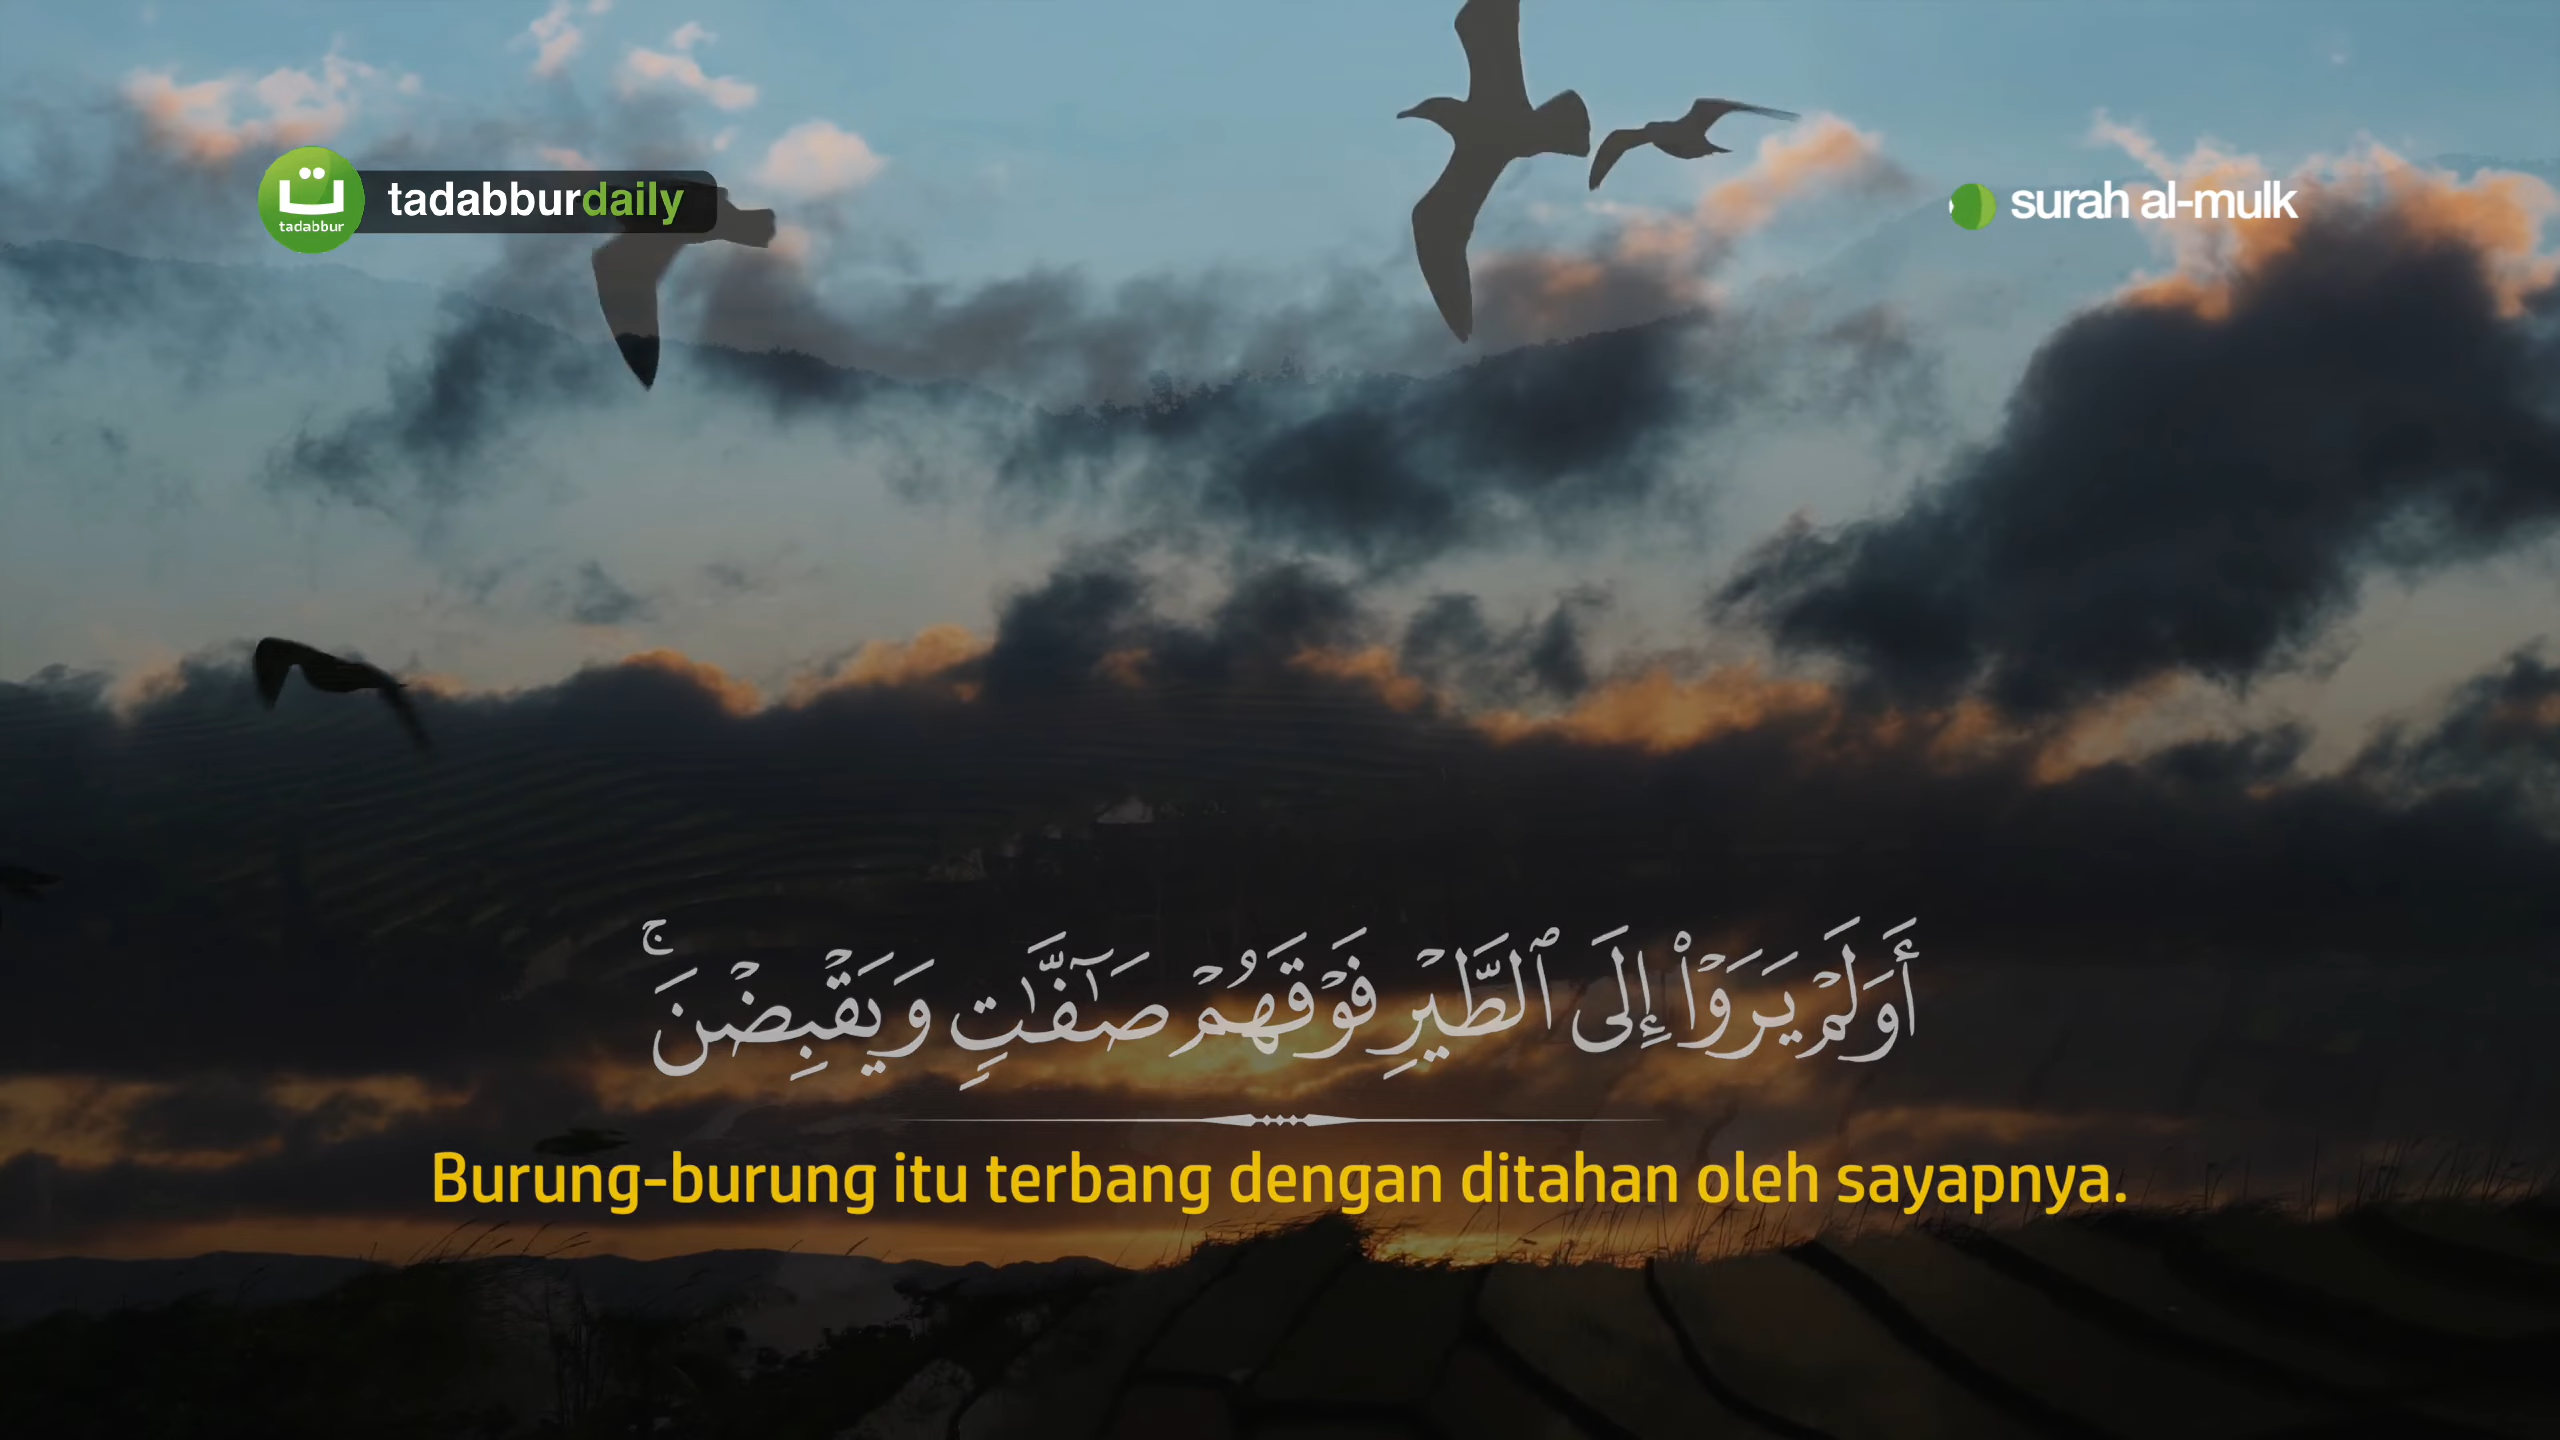 ت
tadabbur
tadabburdaily
surah al-mulk
أَوَلَمْ يَرَوْا۟ إِلَى ٱلطَّيْرِ فَوْقَهُمْ صَـٰٓفَّـٰتٍ وَيَقْبِضْنَ ۚ
Burung-burung itu terbang dengan ditahan oleh sayapnya.